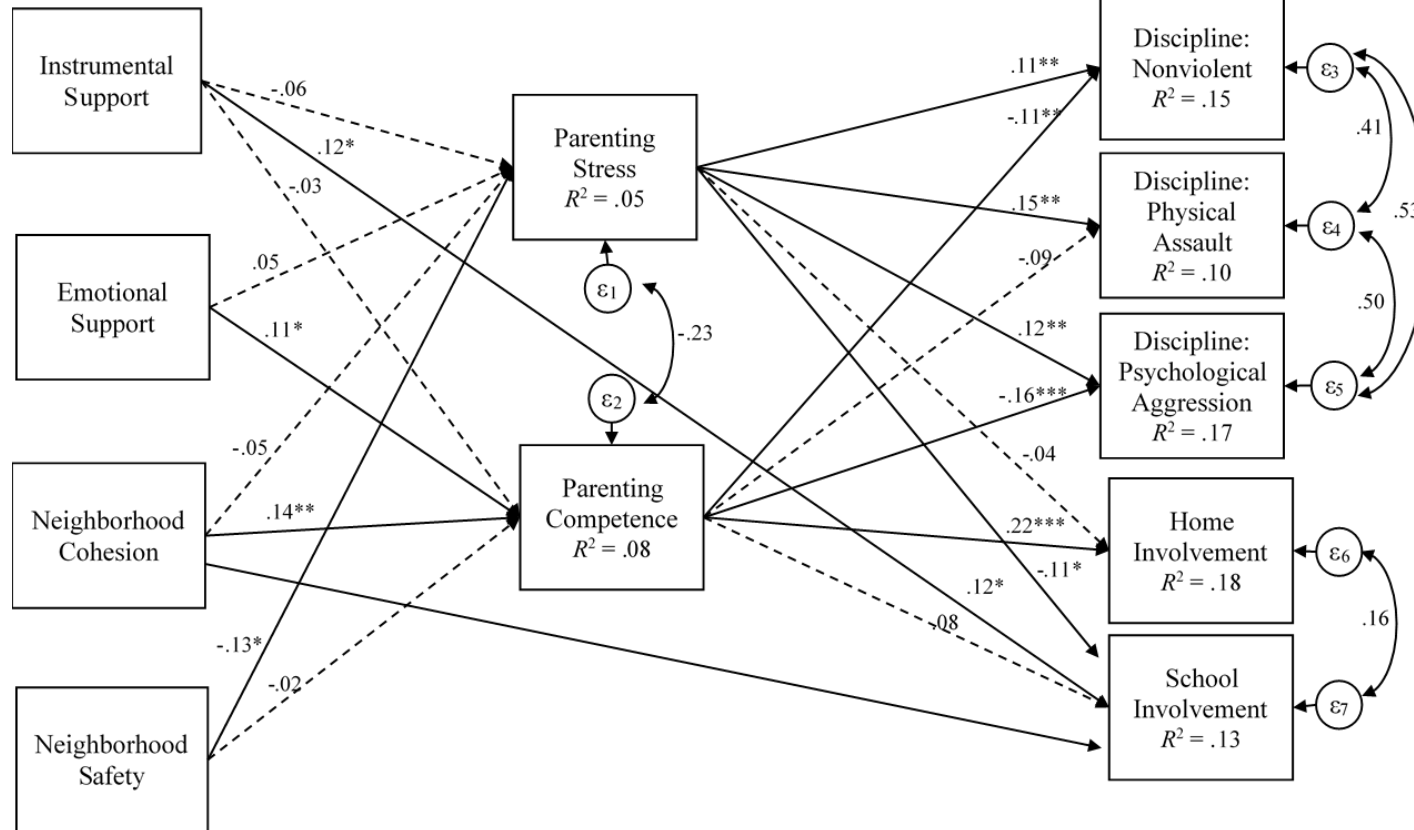 Instrumental
Support
Emotional
Support
Neighborhood
Cohesion
Neighborhood
Safety
-.06
.12*
-.03
.05
.11*
-.05
.14**
-.13*
-.02
Parenting
Stress
R² = .05
ε1
-.23
ε2
Parenting
Competence
R² = .08
.11**
-.11**
.15**
-.09
.12**
-.16***
-.04
.22***
-.11*
.12*
.08
Discipline:
Nonviolent
R² = .15
Discipline:
Physical
Assault
R² = .10
Discipline:
Psychological
Aggression
R² = .17
Home
Involvement
R² = .18
School
Involvement
R² = .13
ε3
.41
ε4
.53
.50
ε5
ε6
.16
ε7